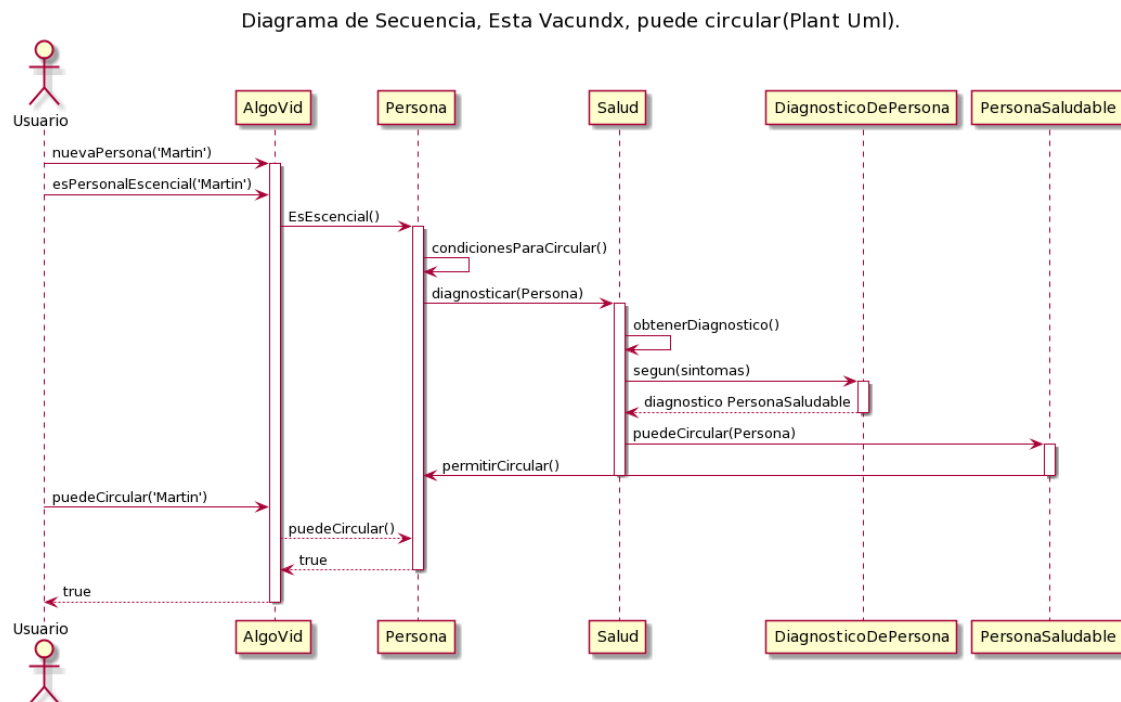 Diagrama de Secuencia, Esta Vacundx, puede circular(Plant Uml).
Usuario
AlgoVid
Persona
Salud
DiagnosticoDePersona
PersonaSaludable
nuevaPersona('Martin')
esPersonalEscencial('Martin')
EsEscencial()
condicionesParaCircular()
diagnosticar(Persona)
obtenerDiagnostico()
segun(sintomas)
diagnostico PersonaSaludable
puedeCircular(Persona)
permitirCircular()
puedeCircular('Martin')
puedeCircular()
true
true
Usuario
AlgoVid
Persona
Salud
DiagnosticoDePersona
PersonaSaludable